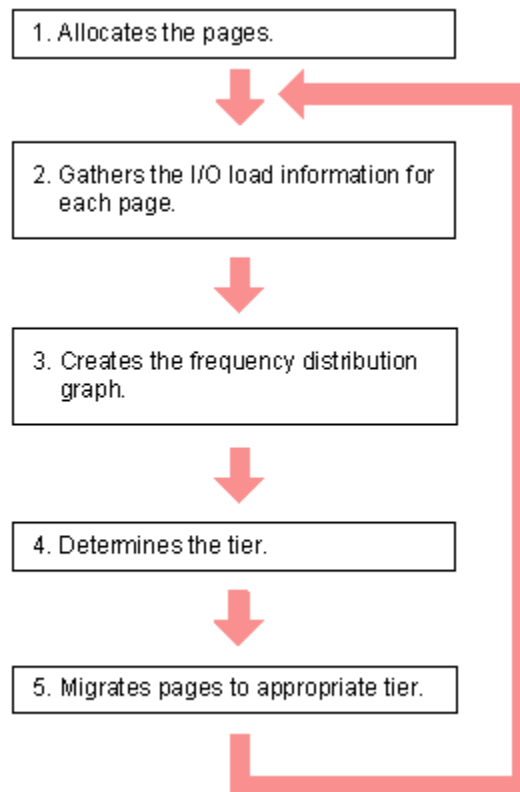 1. Allocates the pages.
2. Gathers the I/O load information for
each page.
3. Creates the frequency distribution
graph.
4. Determines the tier.
5. Migrates pages to appropriate tier.